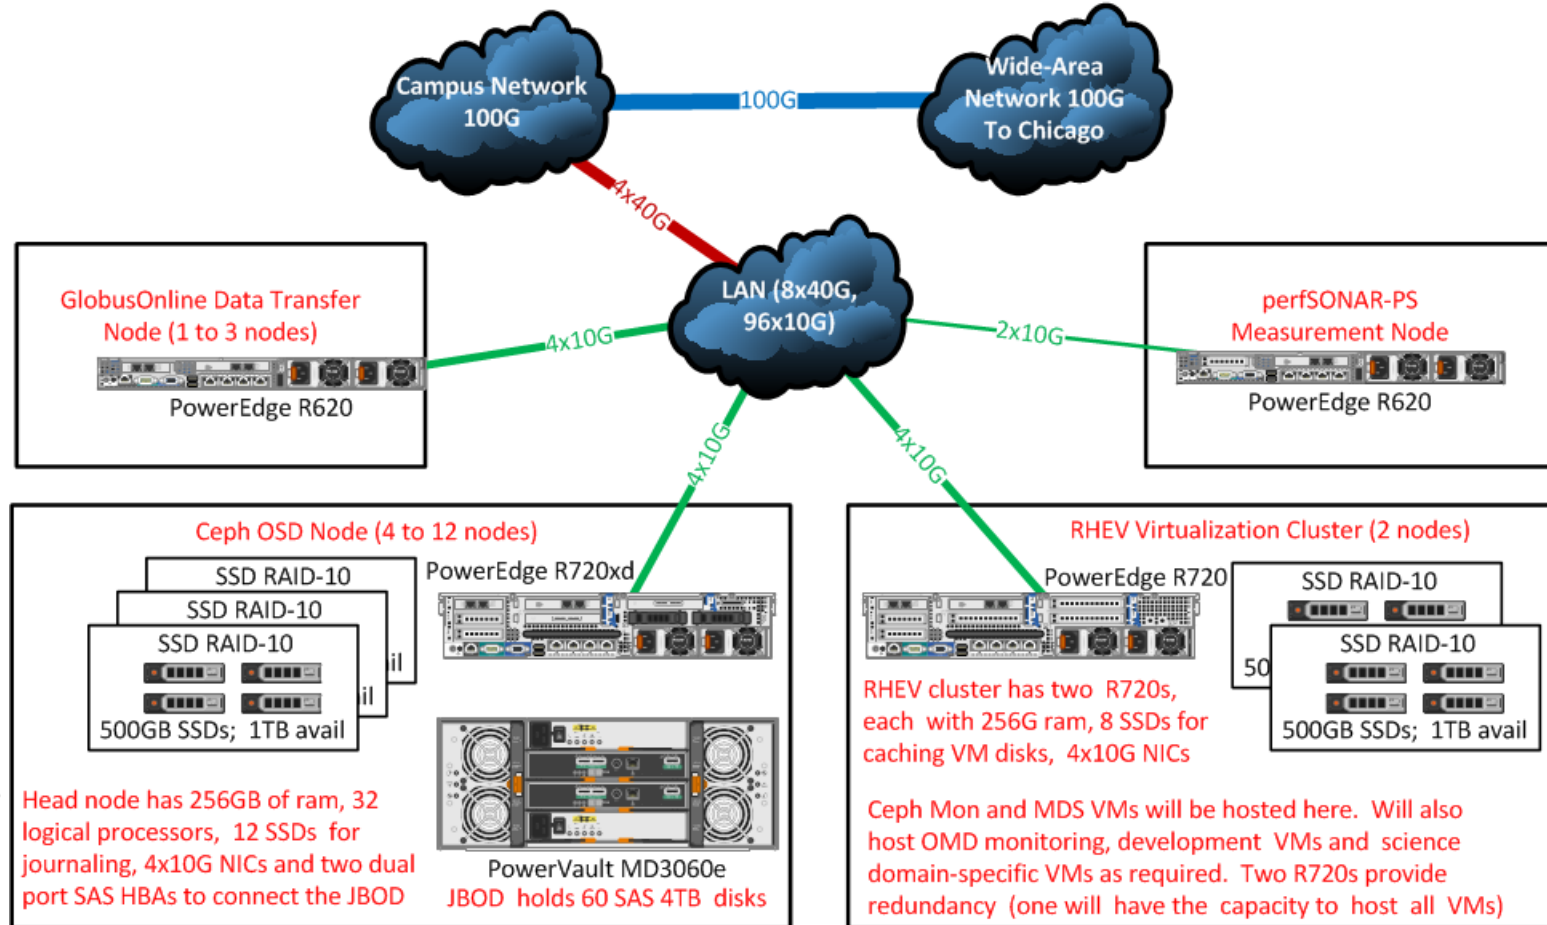 Campus Network
100G
100G
Wide-Area
Network 100G
To Chicago
4x40G
LAN (8x40G,
96x10G)
GlobusOnline Data Transfer
Node (1 to 3 nodes)
PowerEdge R620
4x10G
2x10G
perfSONAR-PS
Measurement Node
PowerEdge R620
4x10G
4x10G
Ceph OSD Node (4 to 12 nodes)
SSD RAID-10
SSD RAID-10
SSD RAID-10
ail
ail
500GB SSDs; 1TB avail
PowerEdge R720xd
Head node has 256GB of ram, 32
logical processors, 12 SSDs for
journaling, 4x10G NICs and two dual
port SAS HBAs to connect the JBOD
PowerVault MD3060e
JBOD holds 60 SAS 4TB disks
RHEV Virtualization Cluster (2 nodes)
PowerEdge R720
SSD RAID-10
50
SSD RAID-10
500GB SSDs; 1TB avail
RHEV cluster has two R720s,
each with 256G ram, 8 SSDs for
caching VM disks, 4x10G NICs
Ceph Mon and MDS VMs will be hosted here. Will also
host OMD monitoring, development VMs and science
domain-specific VMs as required. Two R720s provide
redundancy (one will have the capacity to host all VMs)